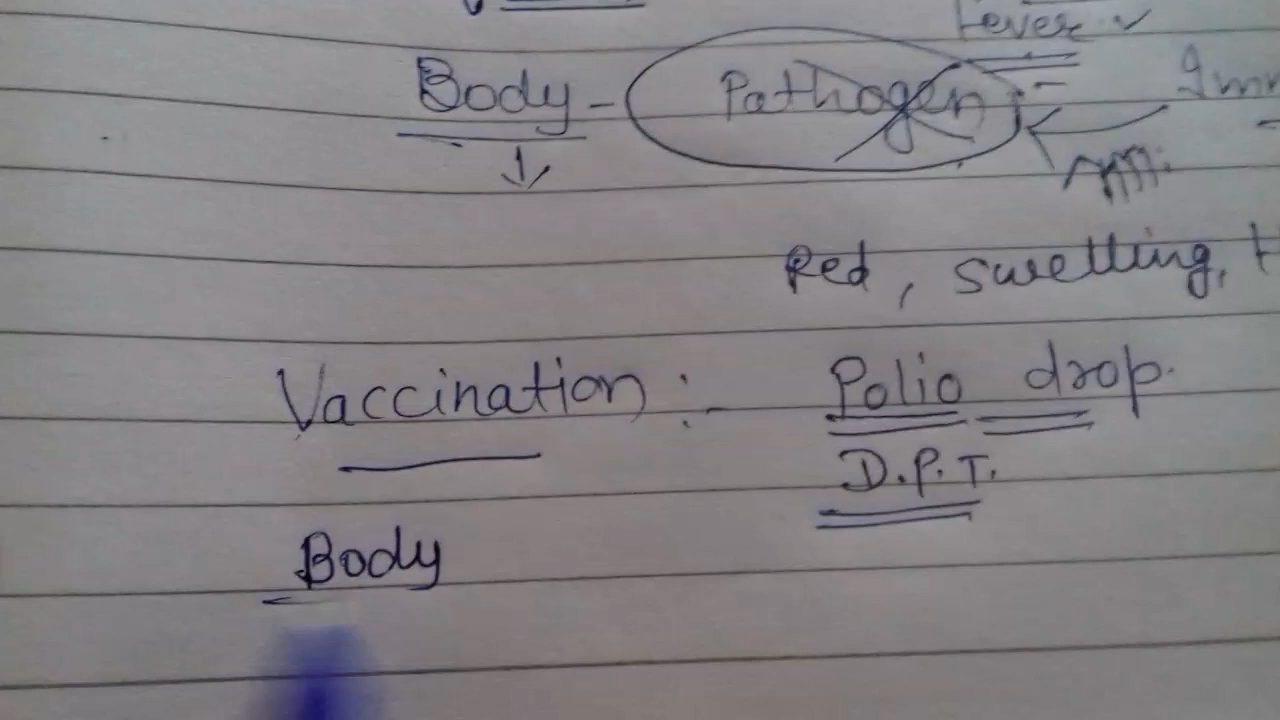 Fever
Body - Pathogen
Red, swelling,
Vaccination :- Polio drop.
D.P.T.
Body